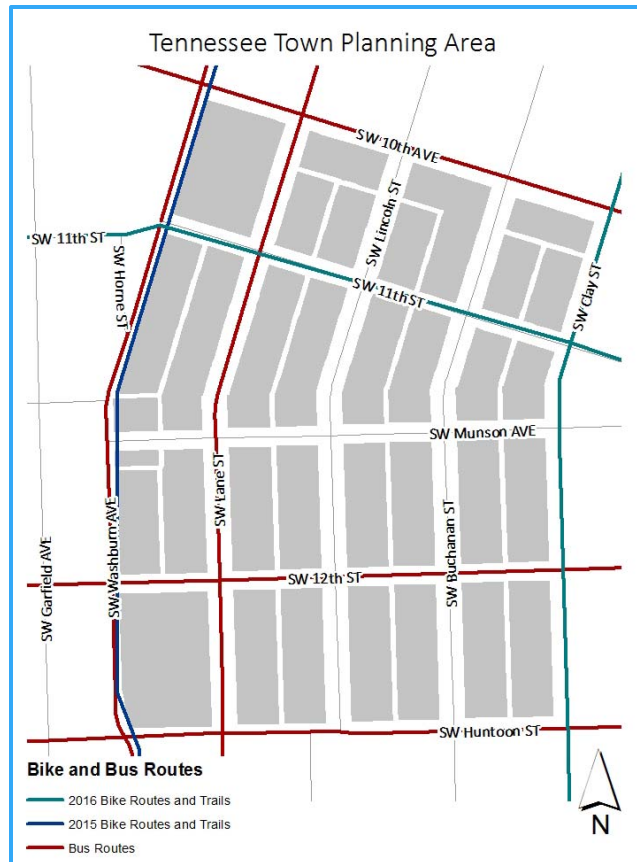 Tennessee Town Planning Area
SW 10th AVE
SW Lincoln ST
SW 11th ST
SW Horne ST
SW 11th ST
SW Clay ST
SW Munson AVE
SW Lane ST
SW Buchanan ST
SW Washburn AVE
SW Garfield AVE
SW 12th ST
SW Huntoon ST
Bike and Bus Routes
2016 Bike Routes and Trails
2015 Bike Routes and Trails
Bus Routes
N